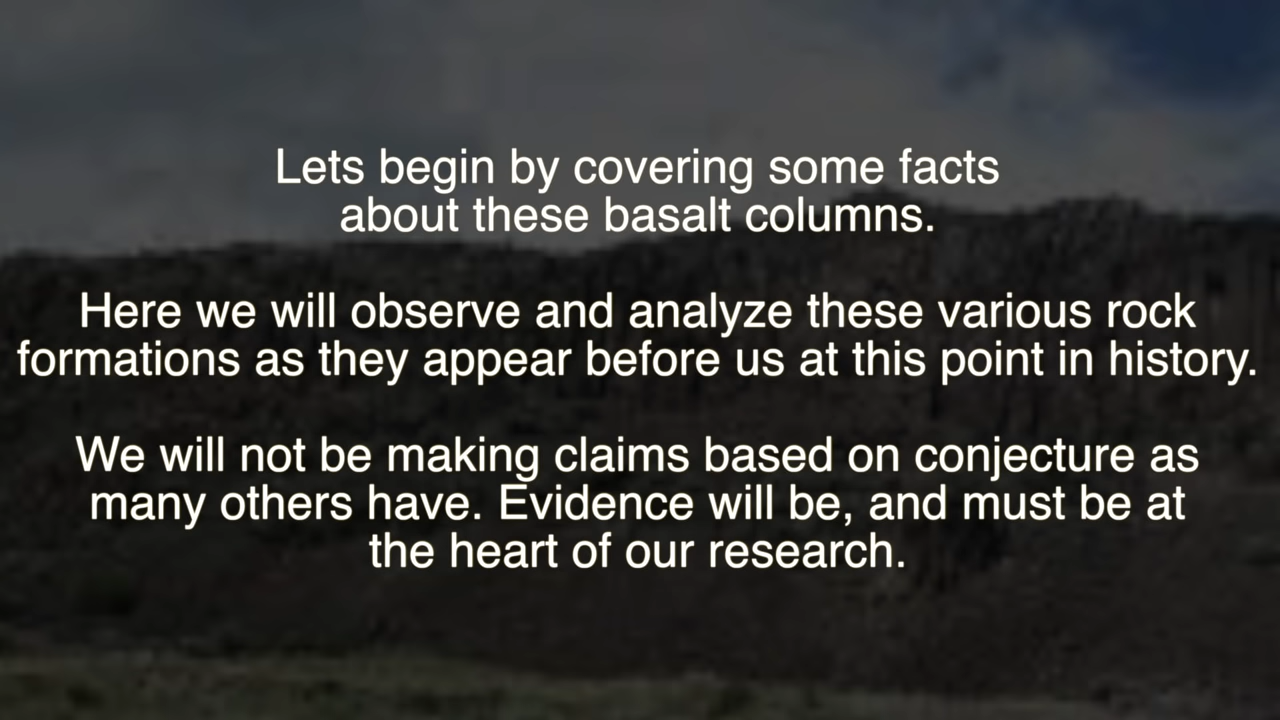 Lets begin by covering some facts
about these basalt columns.
Here we will observe and analyze these various rock
formations as they appear before us at this point in history.
We will not be making claims based on conjecture as
many others have. Evidence will be, and must be at
the heart of our research.